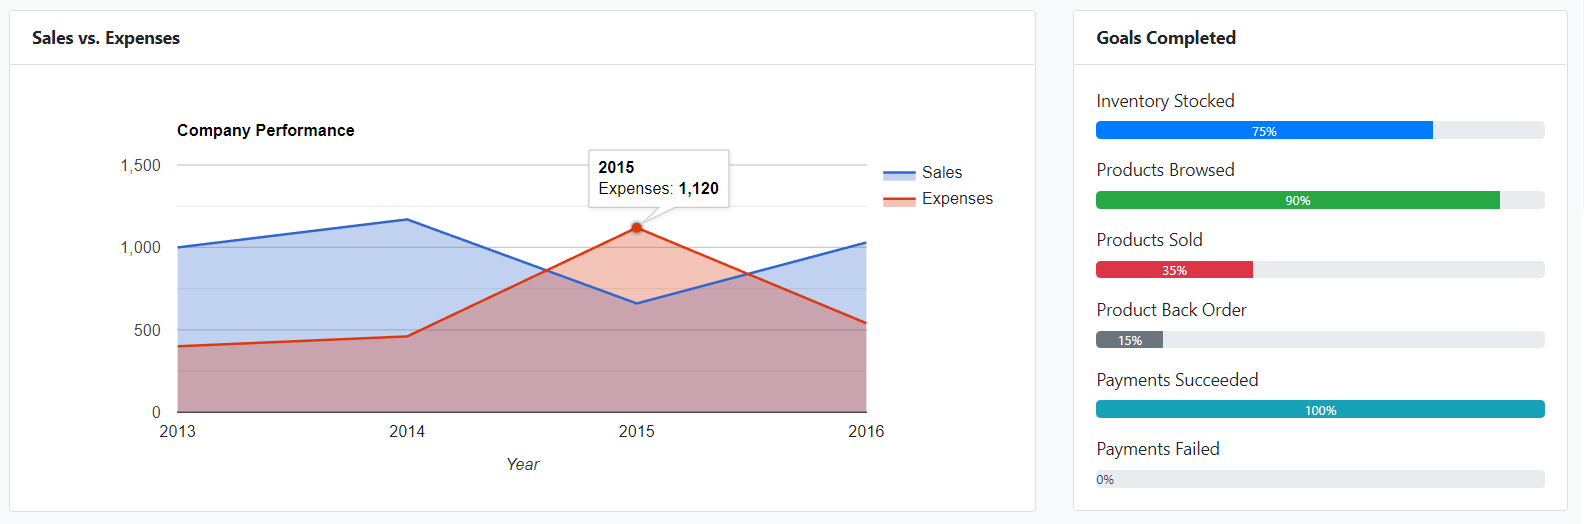 Sales vs. Expenses
Company Performance
1,500
1,000
500
0
2013
2014
2015
2016
Year
2015
Expenses: 1,120
Sales
Expenses
Goals Completed
Inventory Stocked
75%
Products Browsed
90%
Products Sold
35%
Product Back Order
15%
Payments Succeeded
100%
Payments Failed
0%